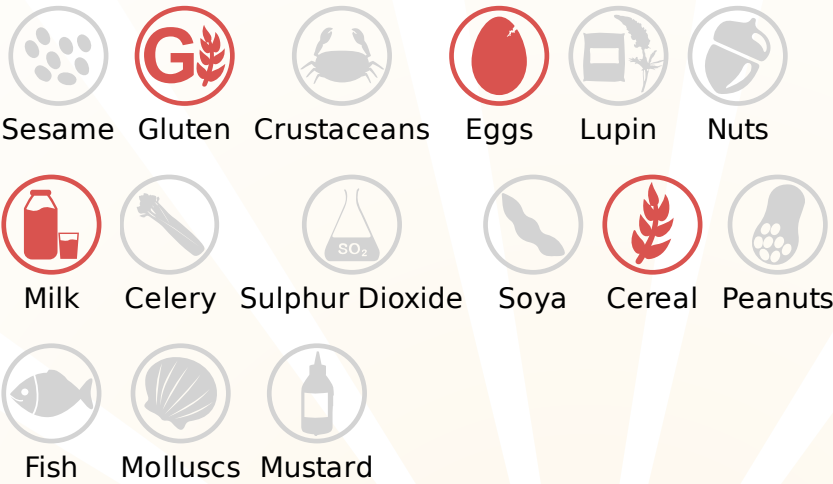 G
Sesame Gluten Crustaceans Eggs Lupin Nuts
SO₂
Milk Celery Sulphur Dioxide Soya Cereal Peanuts
Fish Molluscs Mustard